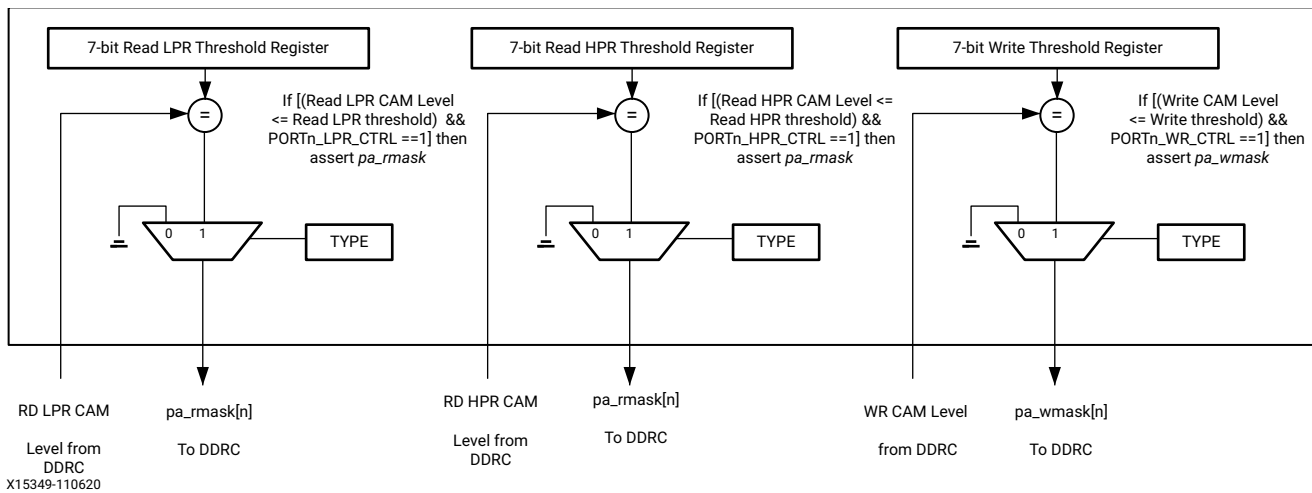 7-bit Read LPR Threshold Register
=
If [(Read LPR CAM Level
<= Read LPR threshold) &&
PORTn_LPR_CTRL ==1] then
assert pa_rmask
0 1
TYPE
RD LPR CAM
Level from
DDRC
pa_rmask[n]
To DDRC
7-bit Read HPR Threshold Register
=
If [(Read HPR CAM Level <=
Read HPR threshold) &&
PORTn_HPR_CTRL ==1] then
assert pa_rmask
0 1
TYPE
RD HPR CAM
Level from
DDRC
pa_rmask[n]
To DDRC
7-bit Write Threshold Register
=
If [(Write CAM Level
<= Write threshold) &&
PORTn_WR_CTRL ==1] then
assert pa_wmask
0 1
TYPE
WR CAM Level
from DDRC
pa_wmask[n]
To DDRC
X15349-110620